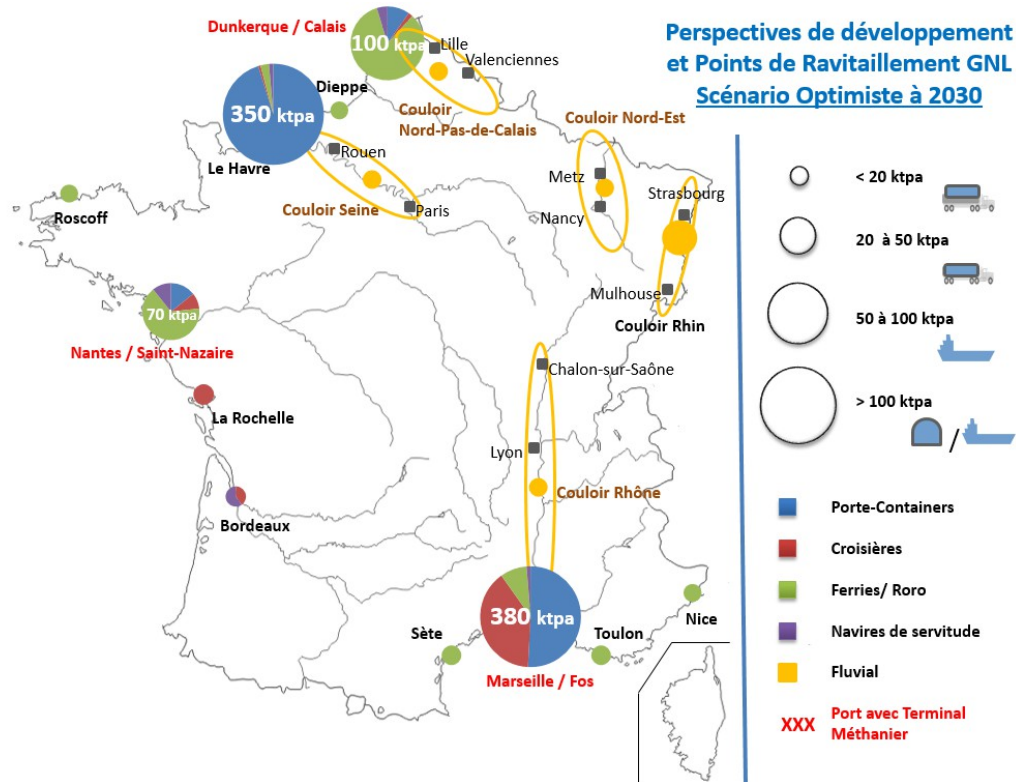 Perspectives de développement
et Points de Ravitaillement GNL
Scénario Optimiste à 2030
Dunkerque / Calais
100 ktpa
Lille
Valenciennes
Dieppe
350 ktpa
Couloir
Nord-Pas-de-Calais
Couloir Nord-Est
Le Havre
Rouen
Metz
Strasbourg
Roscoff
Couloir Seine
Paris
Nancy
Mulhouse
70 ktpa
Couloir Rhin
Nantes / Saint-Nazaire
Chalon-sur-Saône
La Rochelle
Lyon
Couloir Rhône
Bordeaux
380 ktpa
Nice
Sète
Toulon
Marseille / Fos
< 20 ktpa
20 à 50 ktpa
50 à 100 ktpa
> 100 ktpa
/
Porte-Containers
Croisières
Ferries/ Roro
Navires de servitude
Fluvial
XXX Port avec Terminal
Méthanier